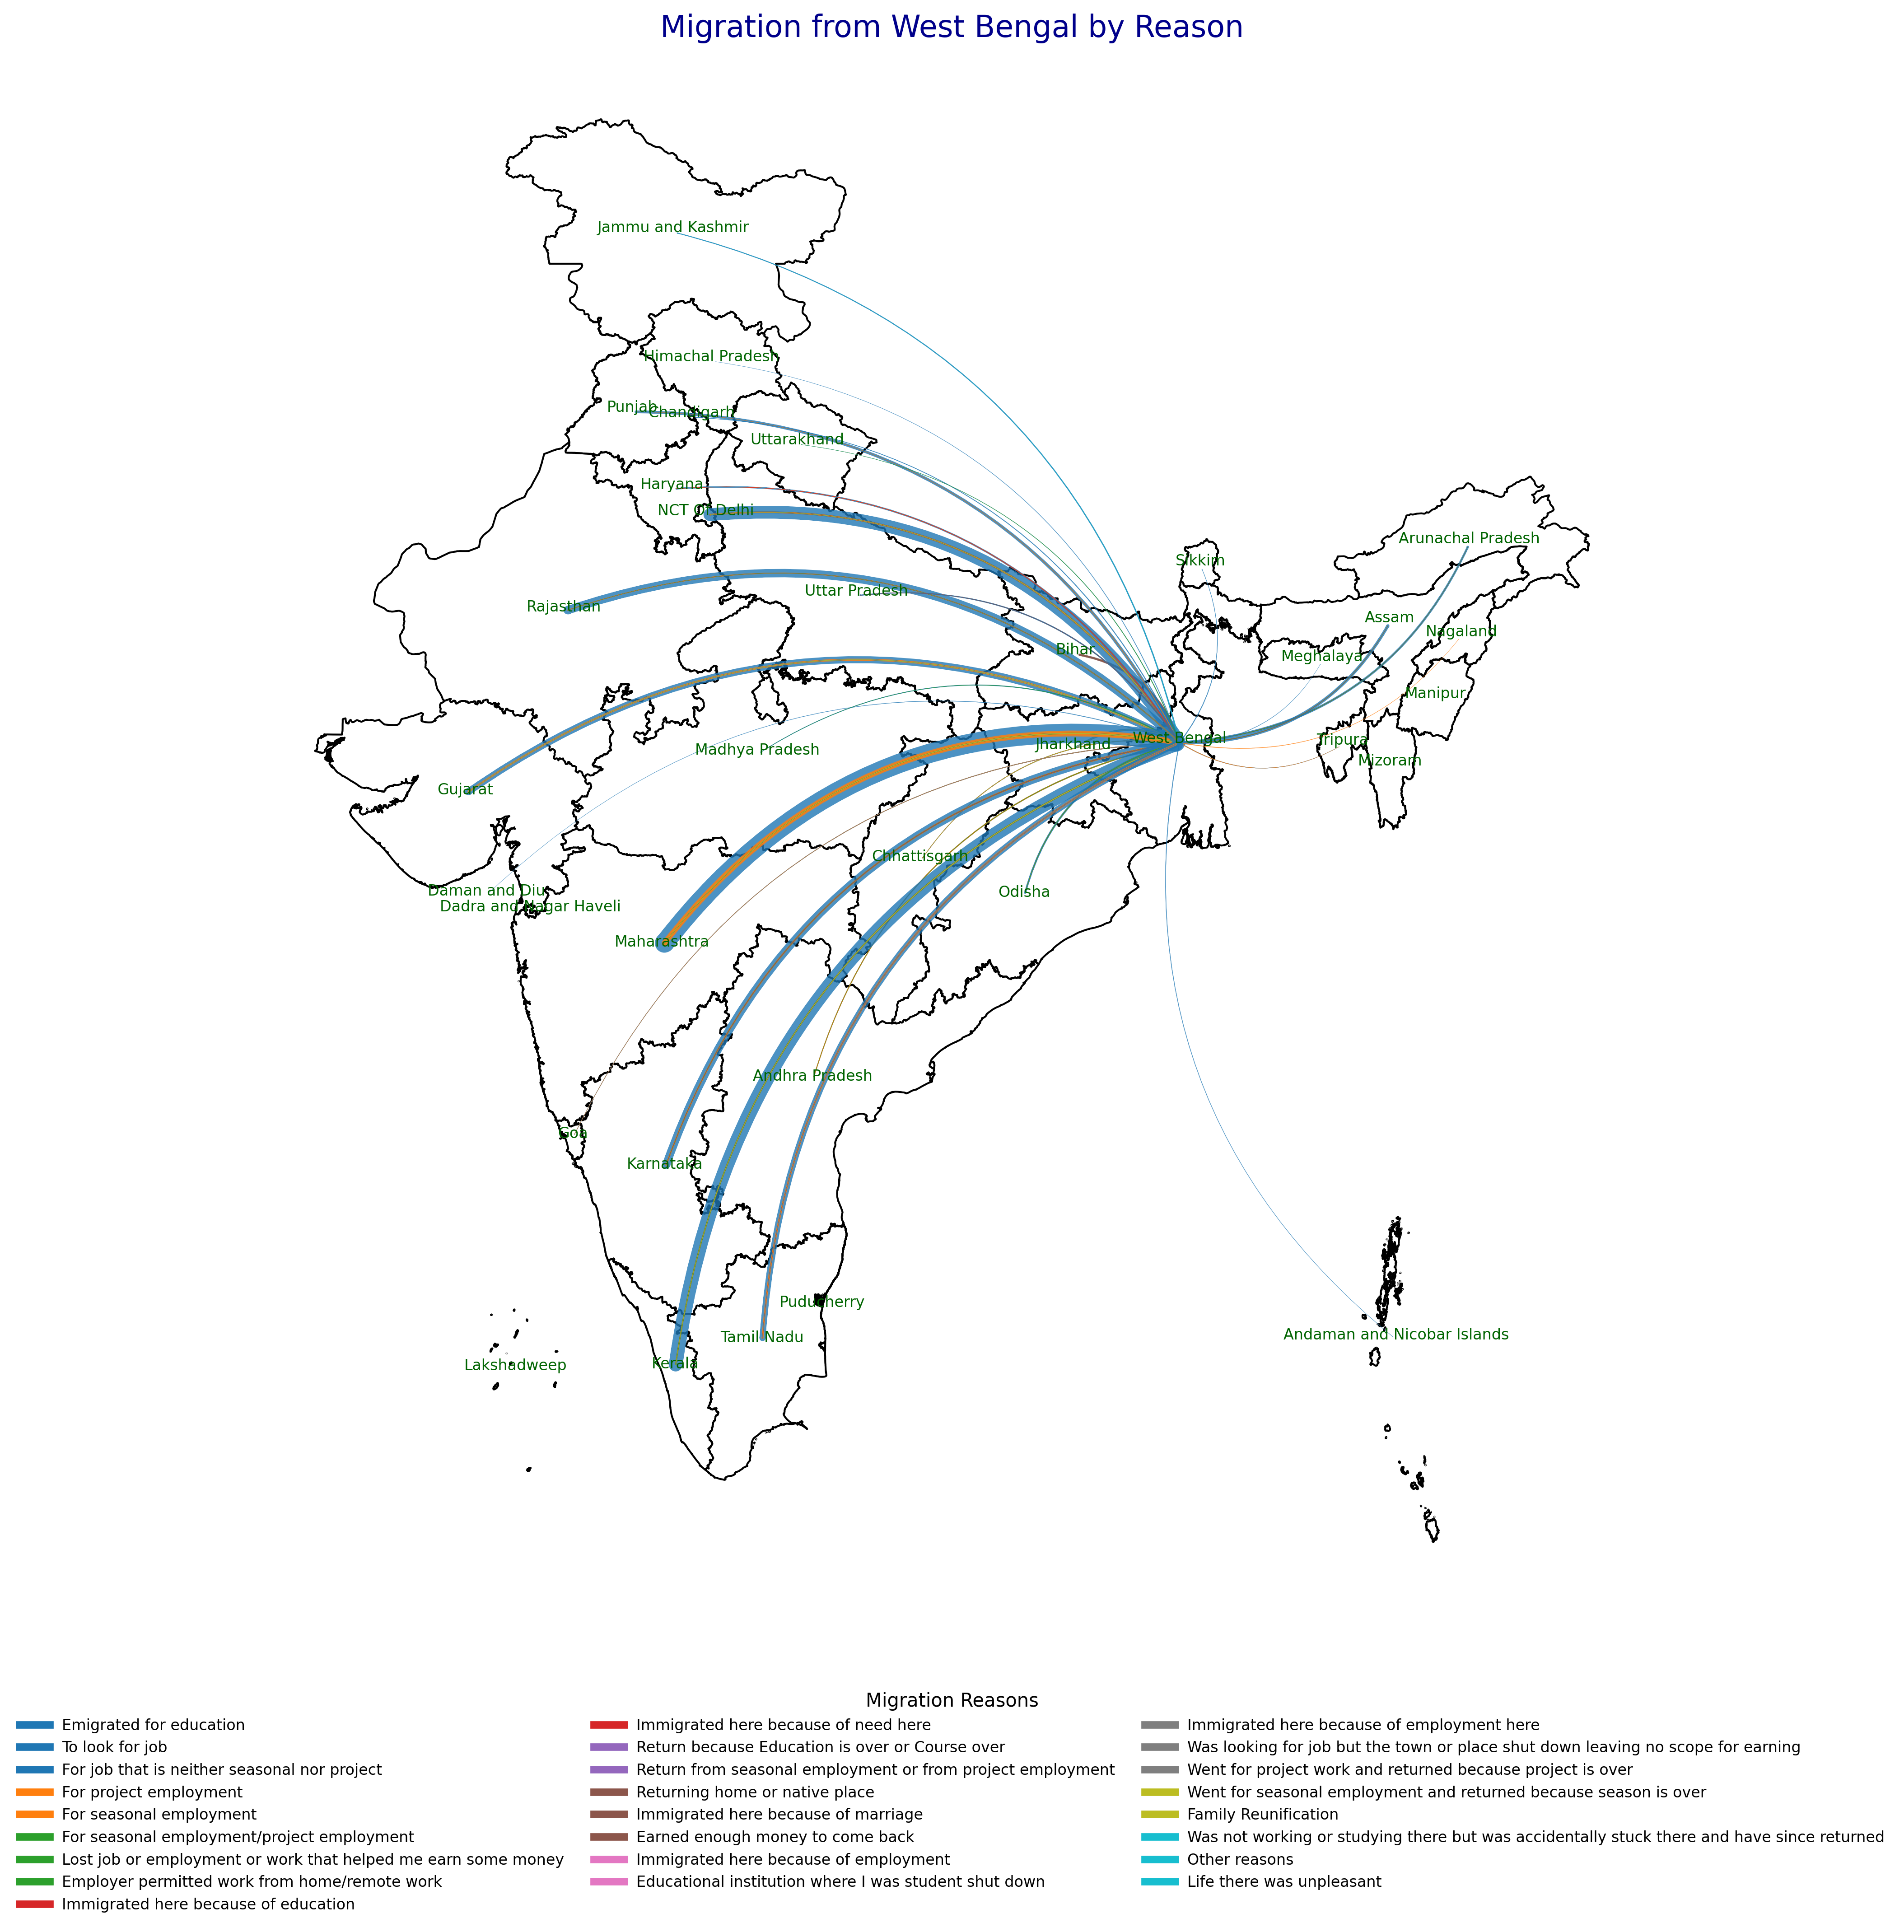 Migration from West Bengal by Reason
Jammu and Kashmir
Himachal Pradesh
Punjab
Chandigarh
Uttarakhand
Haryana
NCT Of Delhi
Arunachal Pradesh
Sikkim
Uttar Pradesh
Rajasthan
Assam
Nagaland
Bihar
Meghalaya
Manipur
West Bengal
Tripura
Jharkhand
Madhya Pradesh
Mizoram
Gujarat
Chhattisgarh
Daman and Diu
Odisha
Dadra and Nagar Haveli
Maharashtra
Andhra Pradesh
Goa
Karnataka
Puducherry
Andaman and Nicobar Islands
Tamil Nadu
Kerala
Lakshadweep
Migration Reasons
Emigrated for education
To look for job
For job that is neither seasonal nor project
For project employment
For seasonal employment
For seasonal employment/project employment
Lost job or employment or work that helped me earn some money
Employer permitted work from home/remote work
Immigrated here because of education
Immigrated here because of need here
Return because Education is over or Course over
Return from seasonal employment or from project employment
Returning home or native place
Immigrated here because of marriage
Earned enough money to come back
Immigrated here because of employment
Educational institution where I was student shut down
Immigrated here because of employment here
Was looking for job but the town or place shut down leaving no scope for earning
Went for project work and returned because project is over
Went for seasonal employment and returned because season is over
Family Reunification
Was not working or studying there but was accidentally stuck there and have since returned
Other reasons
Life there was unpleasant